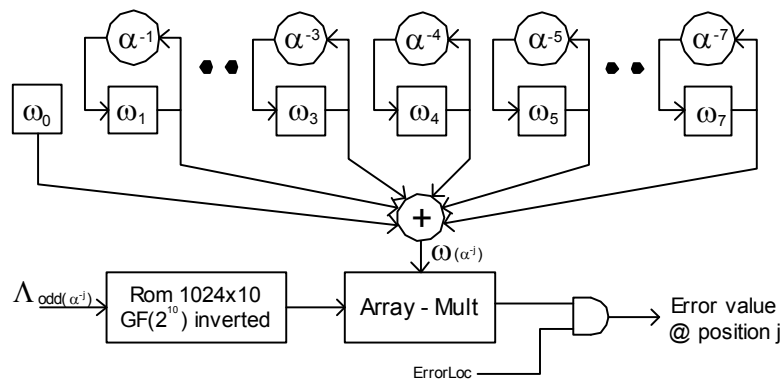 α⁻¹ α⁻³ α⁻⁴ α⁻⁵ α⁻⁷
ω₀ ω₁ ω₃ ω₄ ω₅ ω₇
+
ω(α⁻ʲ)
Λodd(α⁻ʲ)
Rom 1024x10
GF(2¹⁰) inverted
Array - Mult
Error value
@ position j
ErrorLoc